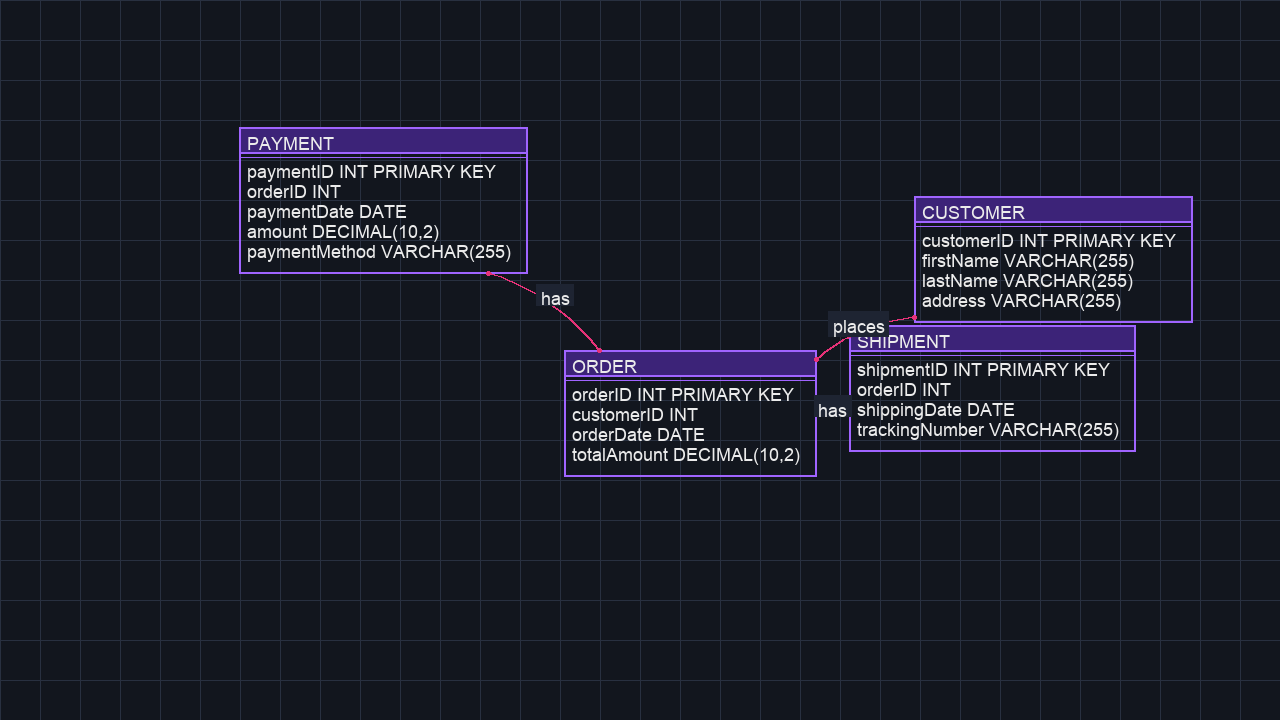 PAYMENT
paymentID INT PRIMARY KEY
orderID INT
paymentDate DATE
amount DECIMAL(10,2)
paymentMethod VARCHAR(255)
has
CUSTOMER
customerID INT PRIMARY KEY
firstName VARCHAR(255)
lastName VARCHAR(255)
address VARCHAR(255)
places
ORDER
orderID INT PRIMARY KEY
customerID INT
orderDate DATE
totalAmount DECIMAL(10,2)
has
SHIPMENT
shipmentID INT PRIMARY KEY
orderID INT
shippingDate DATE
trackingNumber VARCHAR(255)